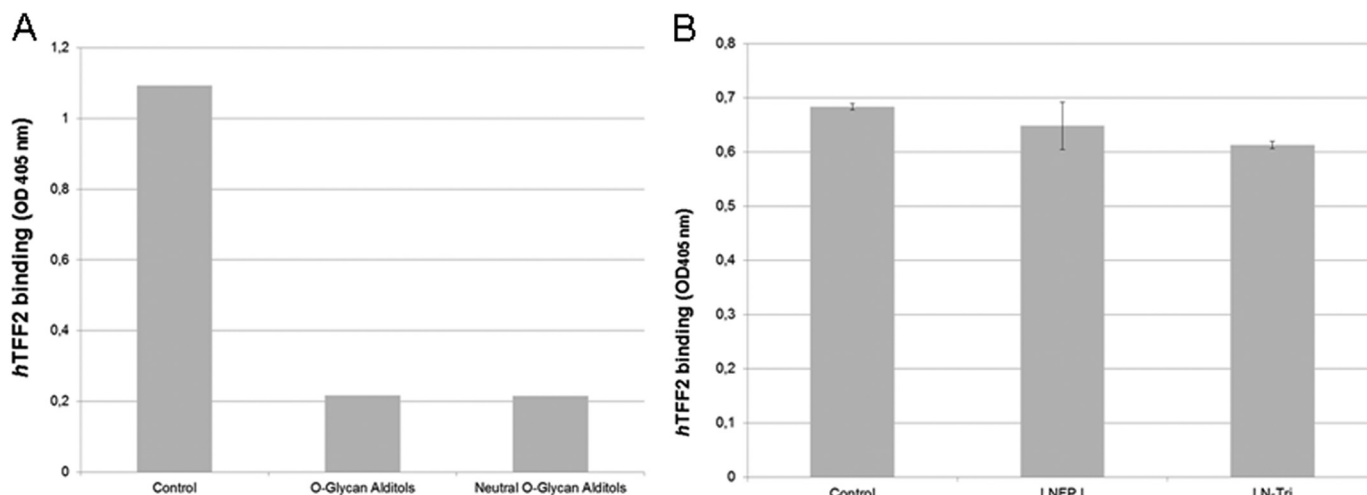 A
hTFF2 binding (OD 405 nm)
1,2
1
0,8
0,6
0,4
0,2
0
Control O-Glycan Alditols Neutral O-Glycan Alditols
B
hTFF2 binding (OD405 nm)
0,8
0,7
0,6
0,5
0,4
0,3
0,2
0,1
0
Control LNFP I LN-Tri